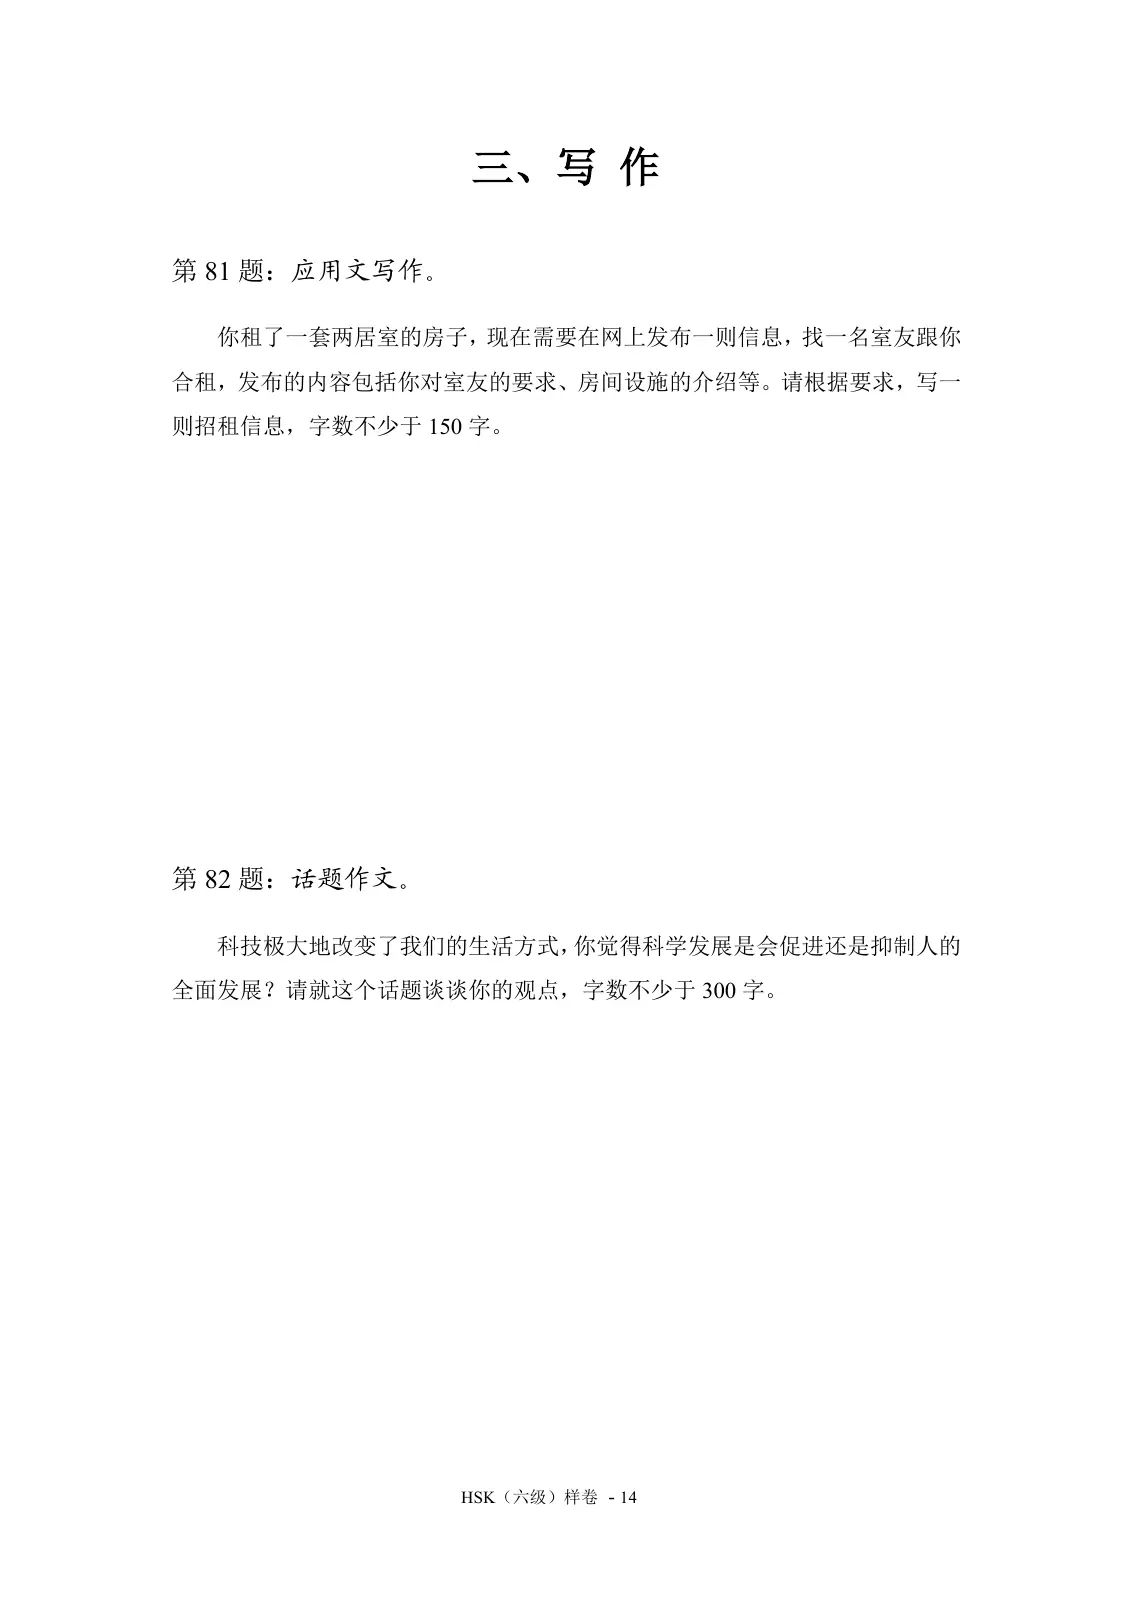 三、写 作
第 81 题：应用文写作。
你租了一套两居室的房子，现在需要在网上发布一则信息，找一名室友跟你
合租，发布的内容包括你对室友的要求、房间设施的介绍等。请根据要求，写一
则招租信息，字数不少于 150 字。
第 82 题：话题作文。
科技极大地改变了我们的生活方式，你觉得科学发展是会促进还是抑制人的
全面发展？请就这个话题谈谈你的观点，字数不少于 300 字。
HSK（六级）样卷 - 14